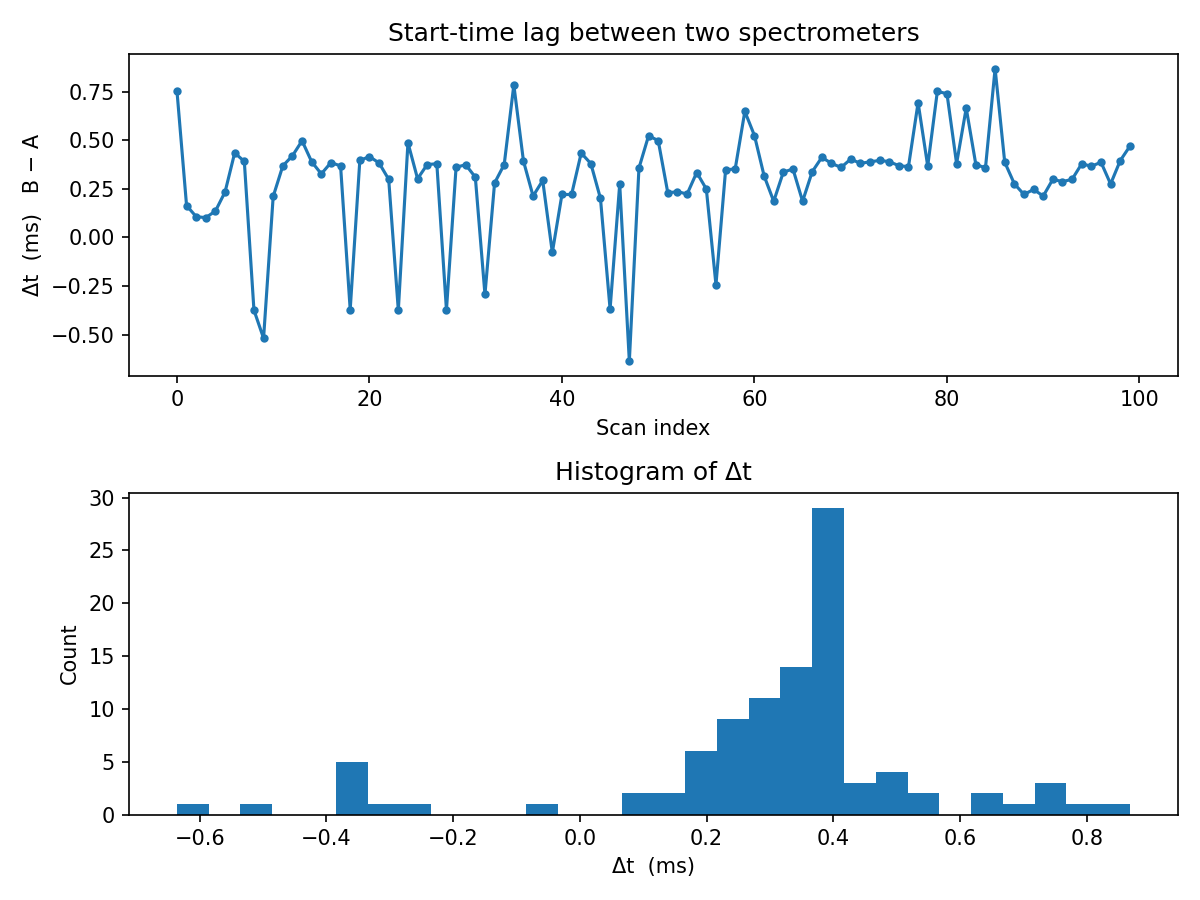 Start-time lag between two spectrometers
Δt  (ms)   B − A
0.75
0.50
0.25
0.00
−0.25
−0.50
0 20 40 60 80 100
Scan index
Histogram of Δt
Count
30
25
20
15
10
5
0
−0.6 −0.4 −0.2 0.0 0.2 0.4 0.6 0.8
Δt  (ms)